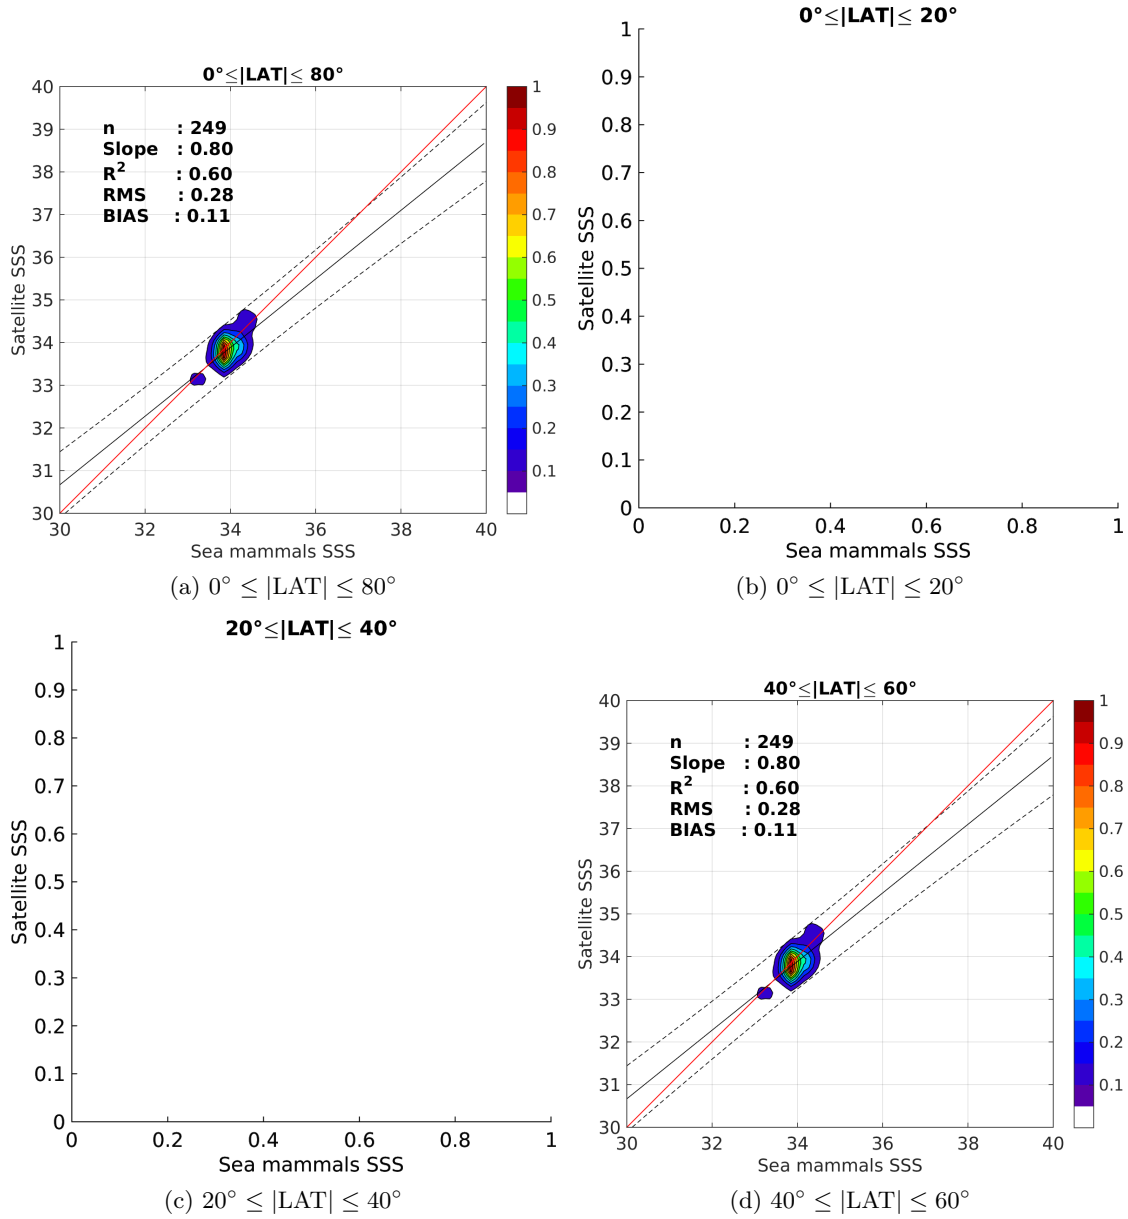 0°≤|LAT|≤ 80°
40
39
38
37
36
35
34
33
32
31
30
30 32 34 36 38 40
Satellite SSS
Sea mammals SSS
n : 249
Slope : 0.80
R² : 0.60
RMS : 0.28
BIAS : 0.11
1
0.9
0.8
0.7
0.6
0.5
0.4
0.3
0.2
0.1
(a) 0° ≤ |LAT| ≤ 80°
0°≤|LAT|≤ 20°
1
0.9
0.8
0.7
0.6
0.5
0.4
0.3
0.2
0.1
0
0 0.2 0.4 0.6 0.8 1
Satellite SSS
Sea mammals SSS
(b) 0° ≤ |LAT| ≤ 20°
20°≤|LAT|≤ 40°
1
0.9
0.8
0.7
0.6
0.5
0.4
0.3
0.2
0.1
0
0 0.2 0.4 0.6 0.8 1
Satellite SSS
Sea mammals SSS
(c) 20° ≤ |LAT| ≤ 40°
40°≤|LAT|≤ 60°
40
39
38
37
36
35
34
33
32
31
30
30 32 34 36 38 40
Satellite SSS
Sea mammals SSS
n : 249
Slope : 0.80
R² : 0.60
RMS : 0.28
BIAS : 0.11
1
0.9
0.8
0.7
0.6
0.5
0.4
0.3
0.2
0.1
(d) 40° ≤ |LAT| ≤ 60°